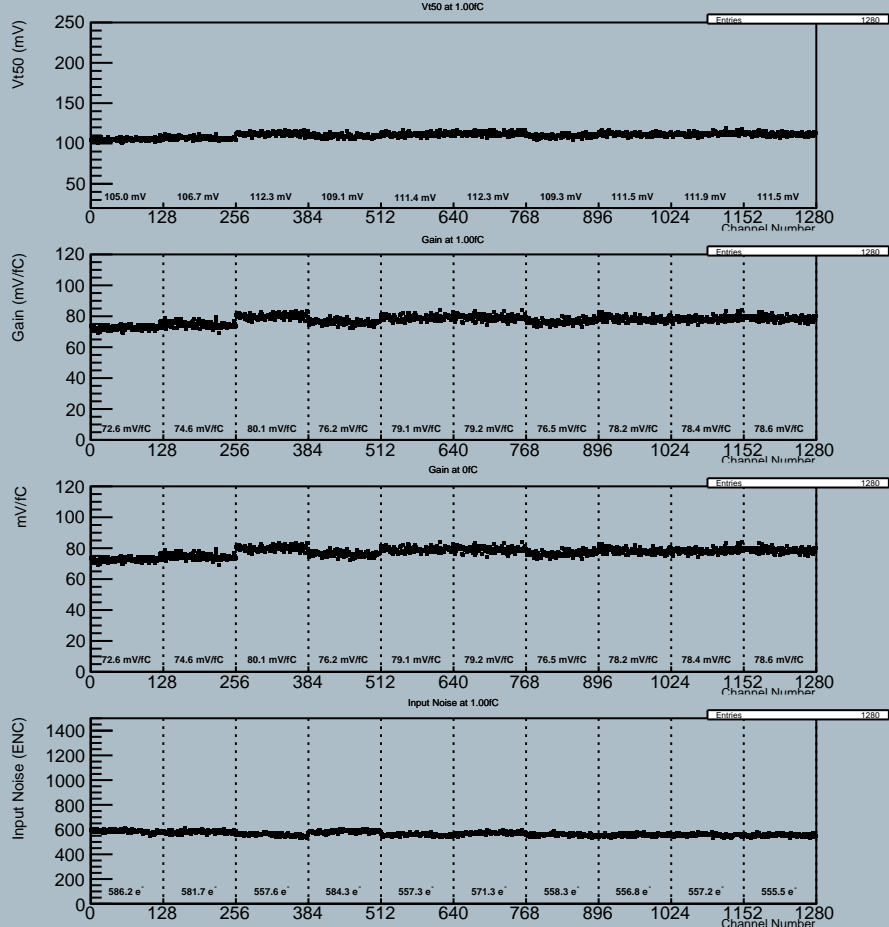 Vt50 at 1.00fC
Entries 1280
Vt50 (mV)
250
200
150
100
50
105.0 mV 106.7 mV 112.3 mV 109.1 mV 111.4 mV 112.3 mV 109.3 mV 111.5 mV 111.9 mV 111.5 mV
0 128 256 384 512 640 768 896 1024 1152 1280
Channel Number
Gain at 1.00fC
Entries 1280
Gain (mV/fC)
120
100
80
60
40
20
0
72.6 mV/fC 74.6 mV/fC 80.1 mV/fC 76.2 mV/fC 79.1 mV/fC 79.2 mV/fC 76.5 mV/fC 78.2 mV/fC 78.4 mV/fC 78.6 mV/fC
0 128 256 384 512 640 768 896 1024 1152 1280
Channel Number
Gain at 0fC
Entries 1280
mV/fC
120
100
80
60
40
20
0
72.6 mV/fC 74.6 mV/fC 80.1 mV/fC 76.2 mV/fC 79.1 mV/fC 79.2 mV/fC 76.5 mV/fC 78.2 mV/fC 78.4 mV/fC 78.6 mV/fC
0 128 256 384 512 640 768 896 1024 1152 1280
Channel Number
Input Noise at 1.00fC
Entries 1280
Input Noise (ENC)
1400
1200
1000
800
600
400
200
0
586.2 e⁻ 581.7 e⁻ 557.6 e⁻ 584.3 e⁻ 557.3 e⁻ 571.3 e⁻ 558.3 e⁻ 556.8 e⁻ 557.2 e⁻ 555.5 e⁻
0 128 256 384 512 640 768 896 1024 1152 1280
Channel Number